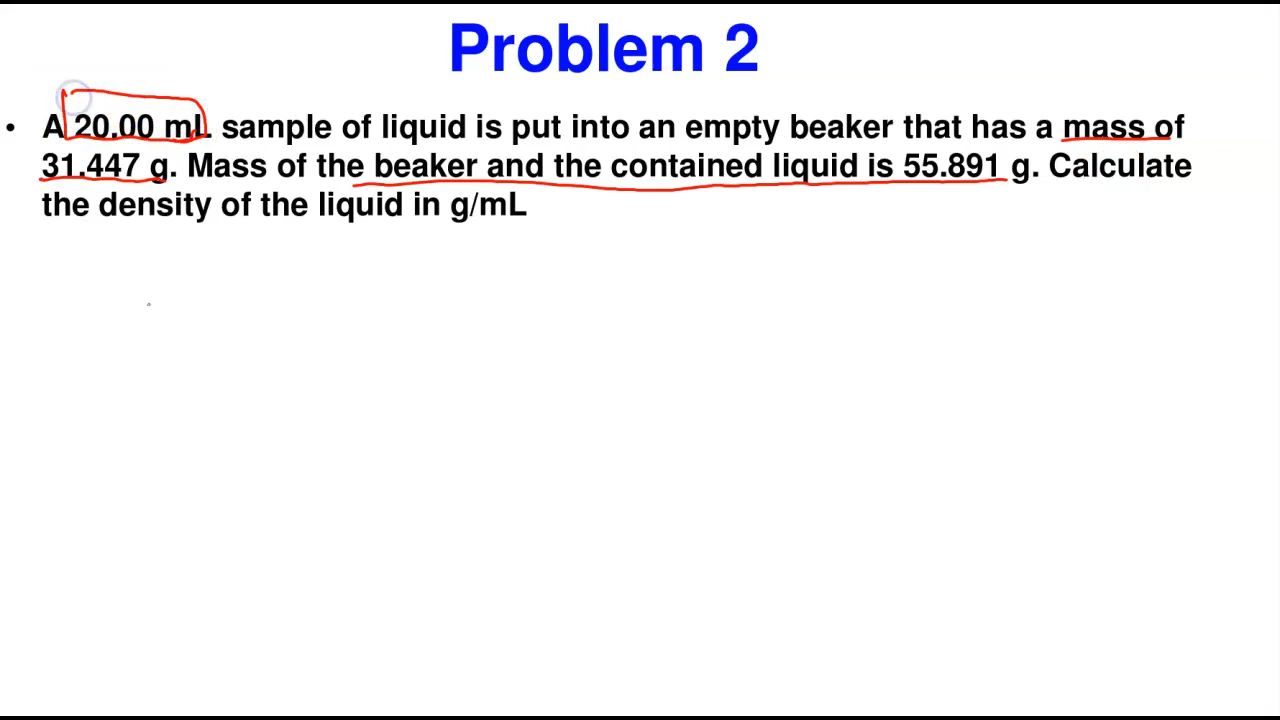 Problem 2
• A 20.00 mL sample of liquid is put into an empty beaker that has a mass of
31.447 g. Mass of the beaker and the contained liquid is 55.891 g. Calculate
the density of the liquid in g/mL